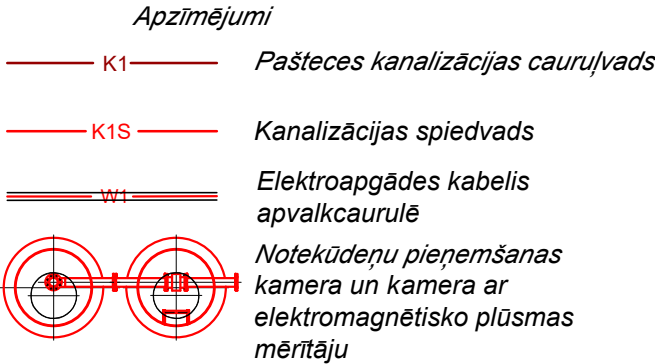 Apzīmējumi
K1 Pašteces kanalizācijas cauruļvads
K1S Kanalizācijas spiedvads
W1 Elektroapgādes kabelis
apvalkcaurulē
Notekūdeņu pieņemšanas
kamera un kamera ar
elektromagnētisko plūsmas
mērītāju